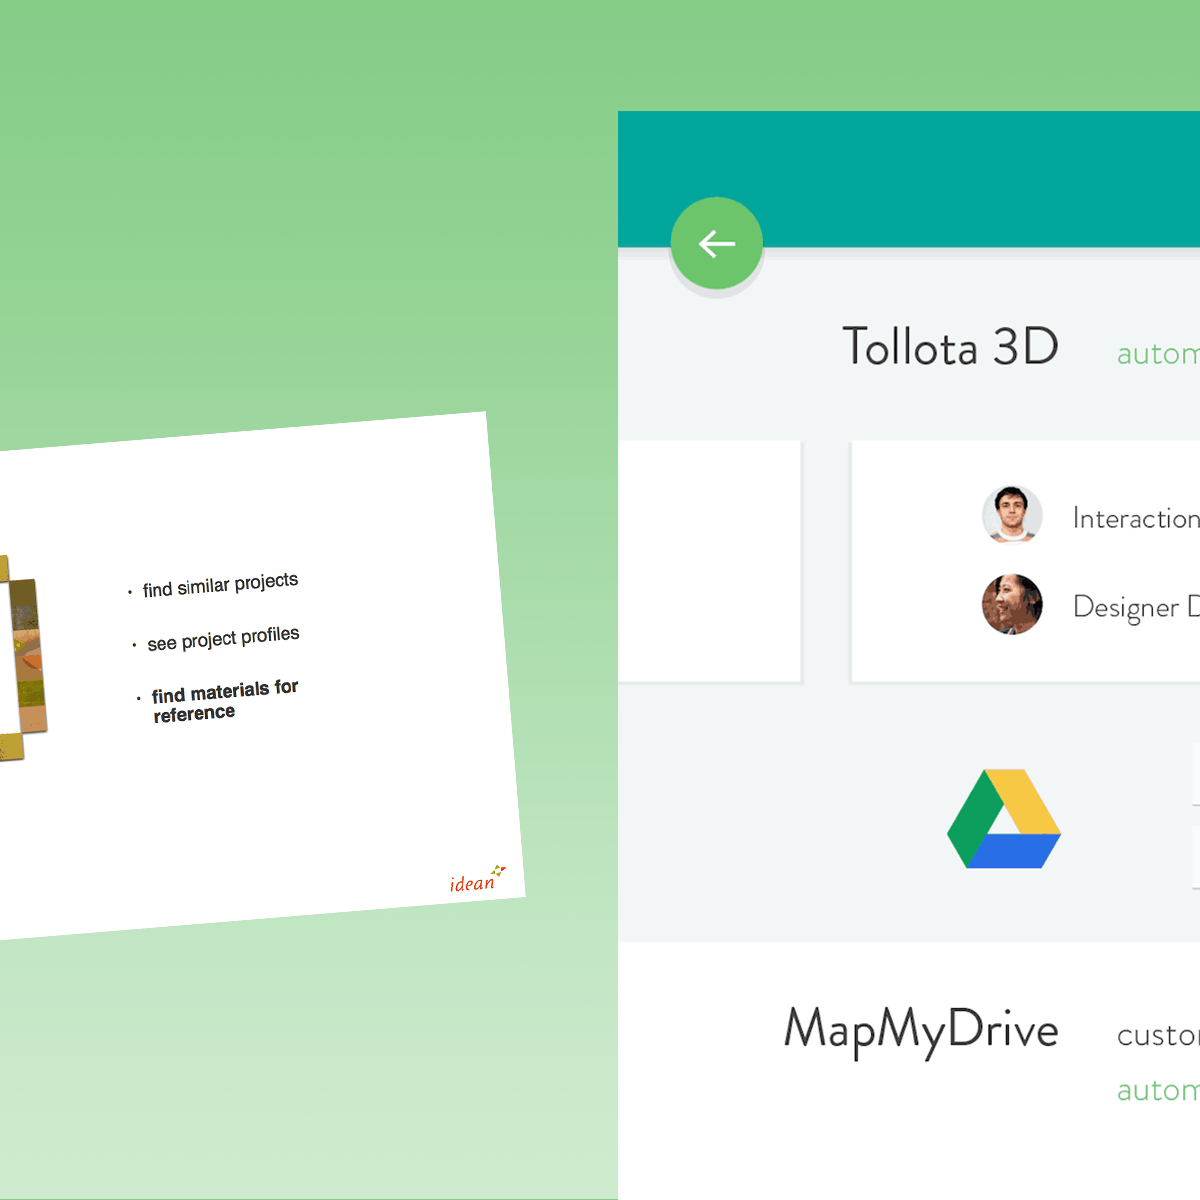 find similar projects
see project profiles
find materials for
reference
idean
Tollota 3D
autom
Interaction
Designer D
MapMyDrive
custo
autom